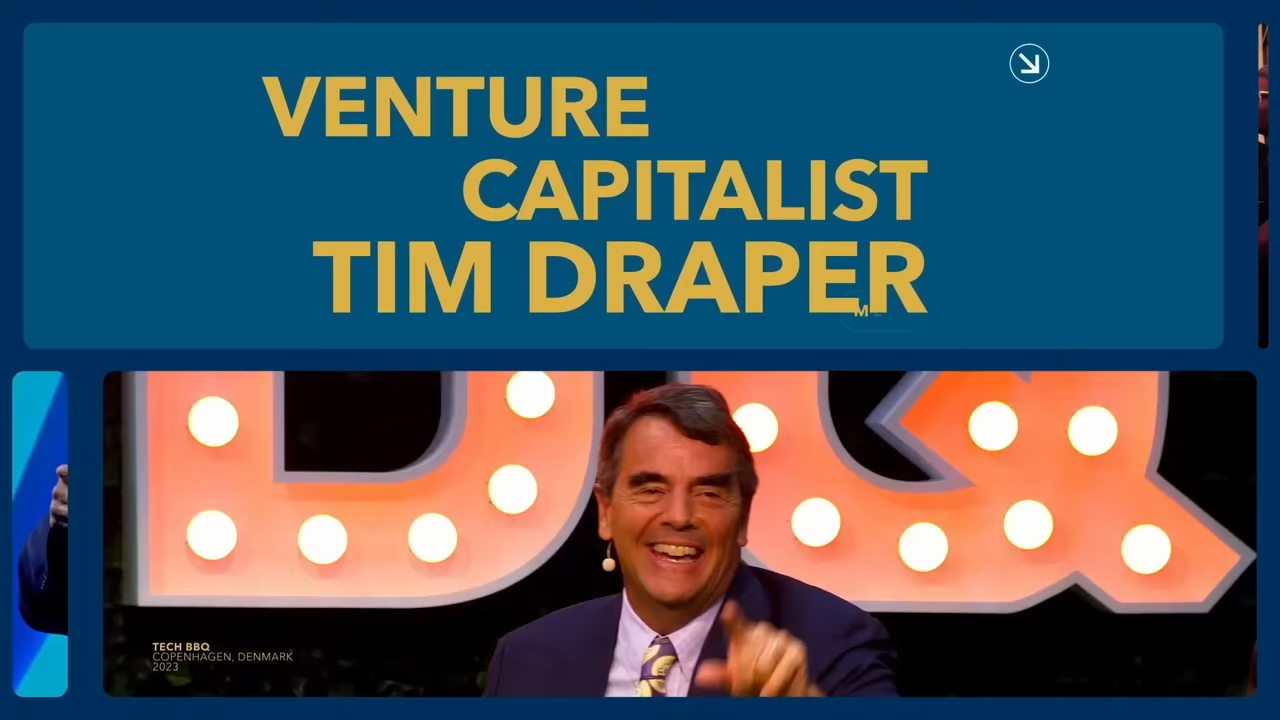 VENTURE
CAPITALIST
TIM DRAPER
TECH BBQ
COPENHAGEN, DENMARK
2023